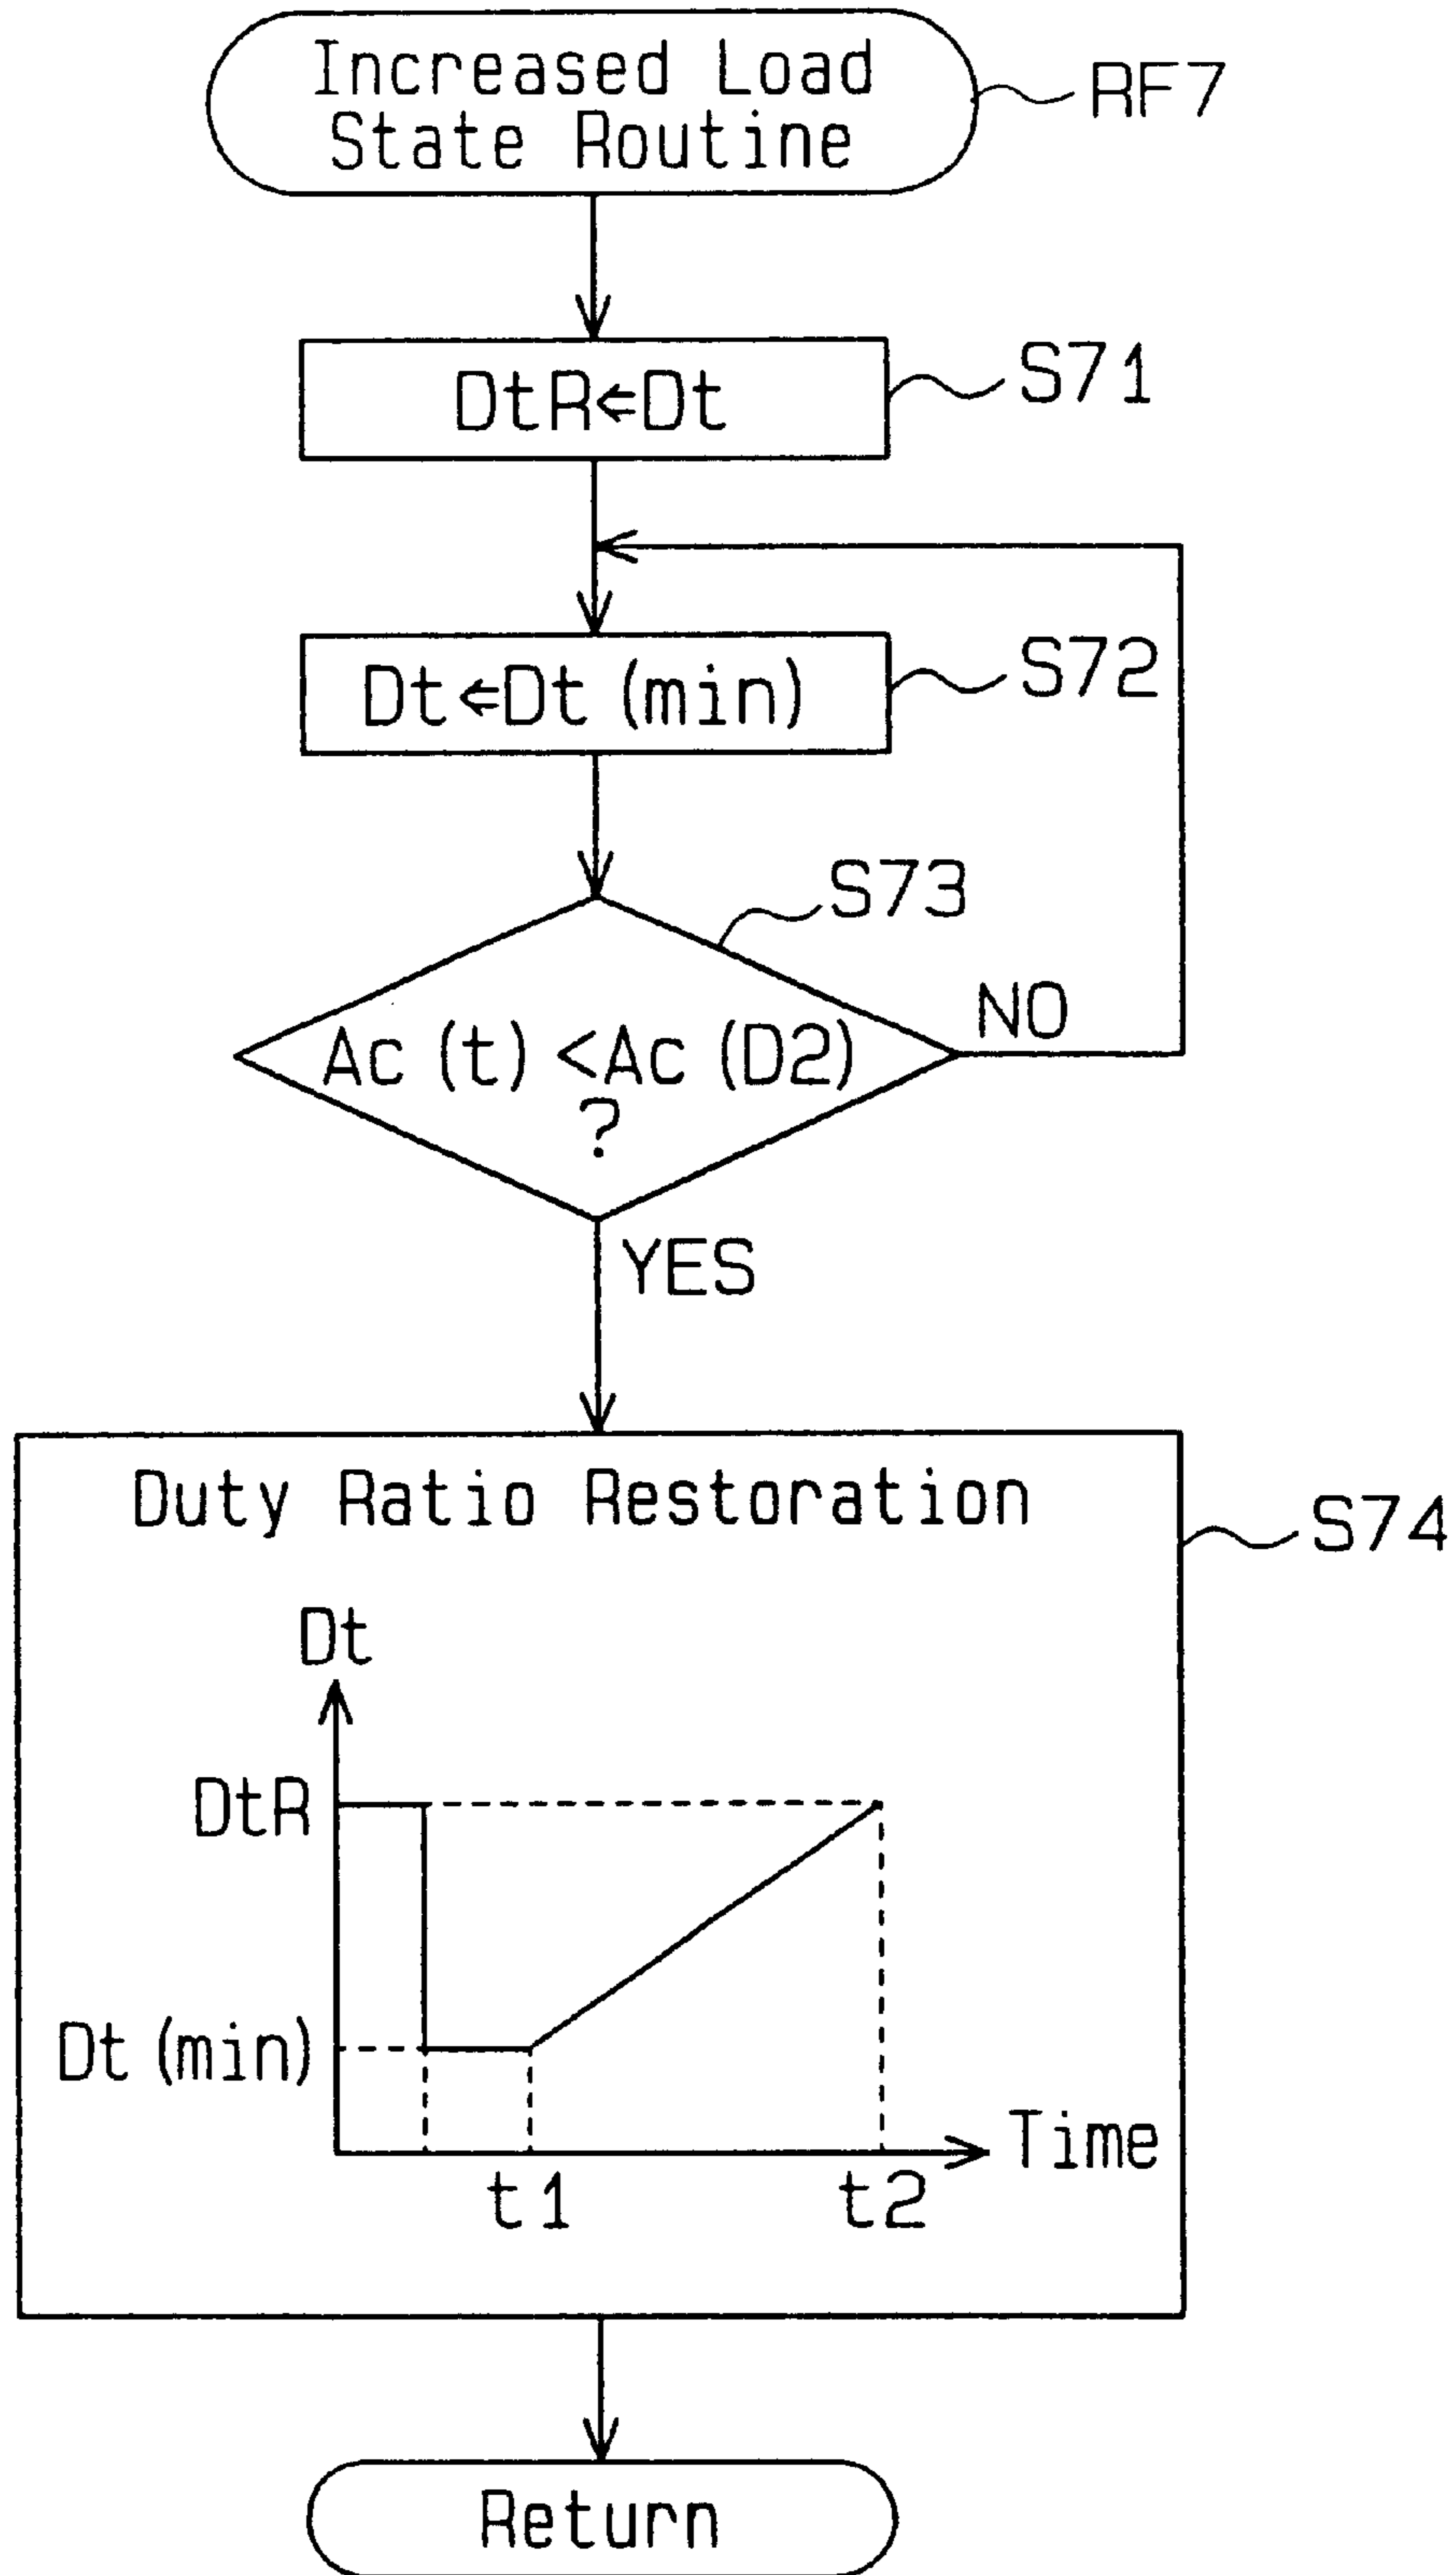 Increased Load
State Routine
RF7
DtR⇐Dt
S71
Dt⇐Dt (min)
S72
S73
Ac (t) <Ac (D2)
?
NO
YES
Duty Ratio Restoration
S74
Dt
DtR
Dt (min)
Time
t1
t2
Return